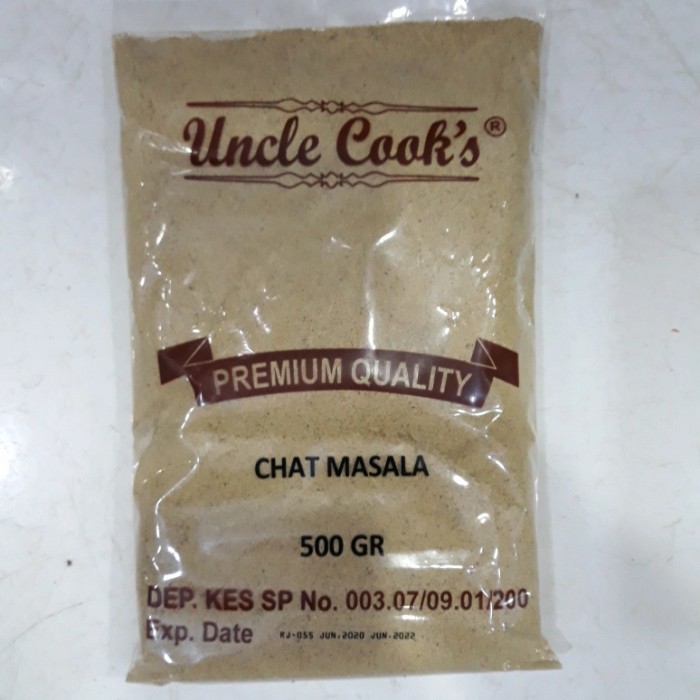 Uncle Cook's®
PREMIUM QUALITY
CHAT MASALA
500 GR
DEP. KES SP No. 003.07/09.01/200
Exp. Date RJ-055 JUN.2020 JUN.2022